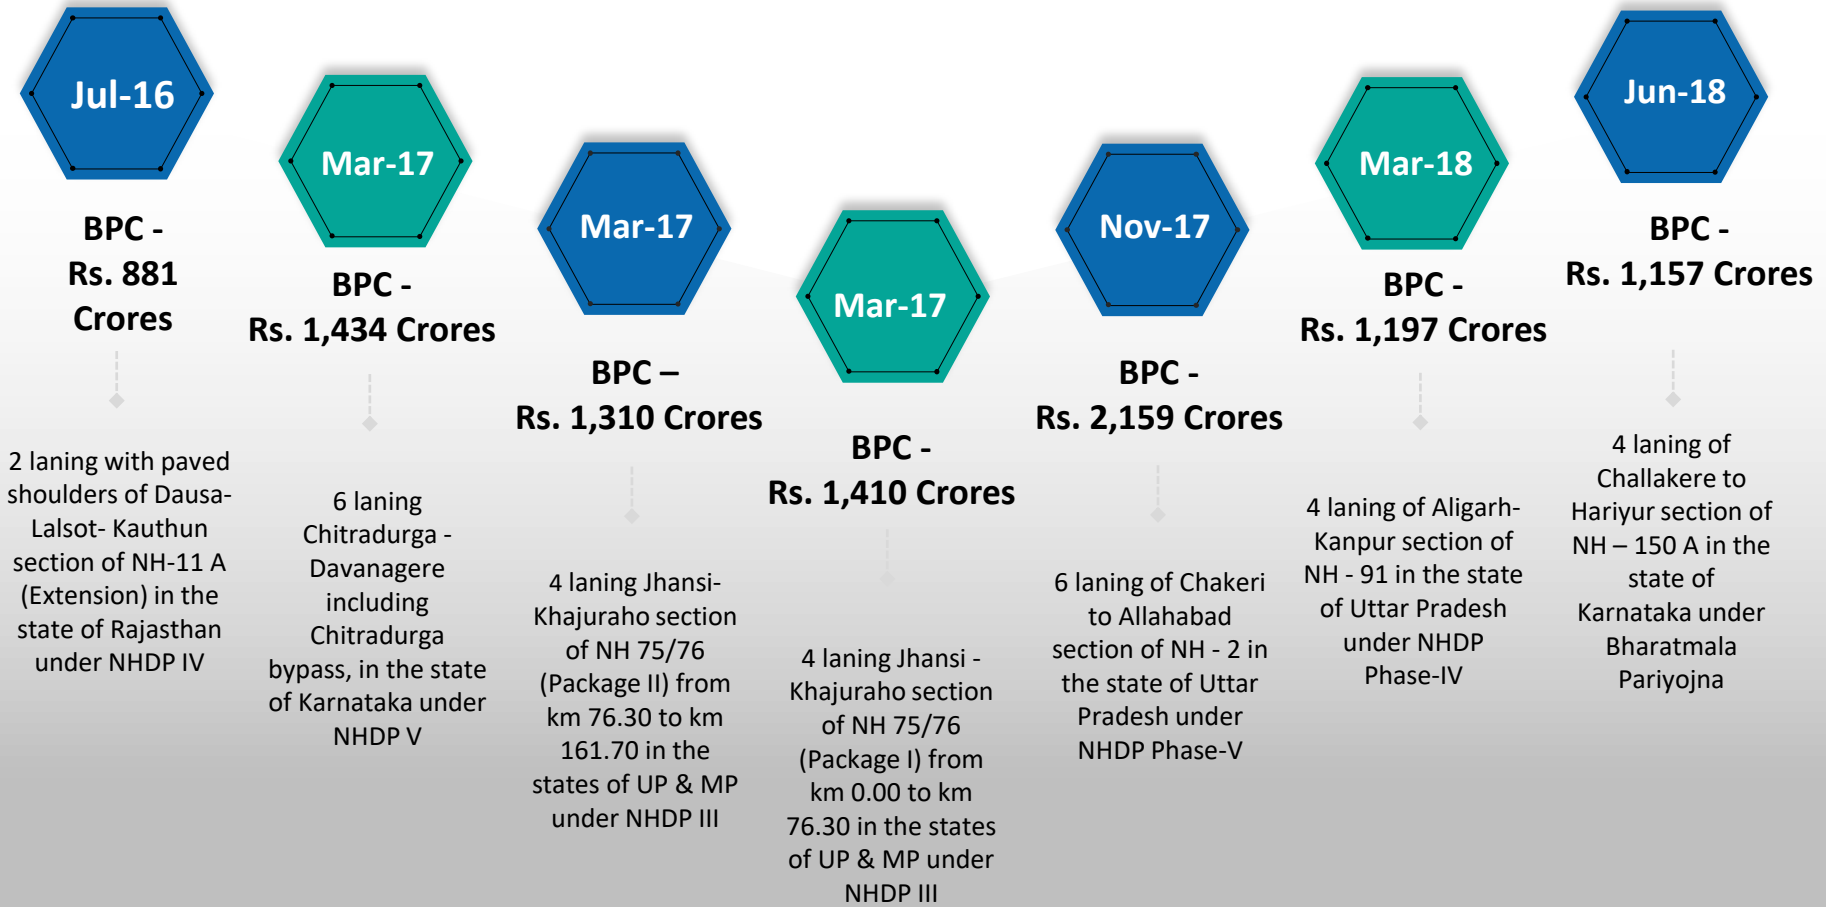 Jul-16
BPC -
Rs. 881
Crores
2 laning with paved
shoulders of Dausa-
Lalsot- Kauthun
section of NH-11 A
(Extension) in the
state of Rajasthan
under NHDP IV
Mar-17
BPC -
Rs. 1,434 Crores
6 laning
Chitradurga -
Davanagere
including
Chitradurga
bypass, in the state
of Karnataka under
NHDP V
Mar-17
BPC –
Rs. 1,310 Crores
4 laning Jhansi-
Khajuraho section
of NH 75/76
(Package II) from
km 76.30 to km
161.70 in the
states of UP & MP
under NHDP III
Mar-17
BPC -
Rs. 1,410 Crores
4 laning Jhansi -
Khajuraho section
of NH 75/76
(Package I) from
km 0.00 to km
76.30 in the states
of UP & MP under
NHDP III
Nov-17
BPC -
Rs. 2,159 Crores
6 laning of Chakeri
to Allahabad
section of NH - 2 in
the state of Uttar
Pradesh under
NHDP Phase-V
Mar-18
BPC -
Rs. 1,197 Crores
4 laning of Aligarh-
Kanpur section of
NH - 91 in the state
of Uttar Pradesh
under NHDP
Phase-IV
Jun-18
BPC -
Rs. 1,157 Crores
4 laning of
Challakere to
Hariyur section of
NH – 150 A in the
state of
Karnataka under
Bharatmala
Pariyojna